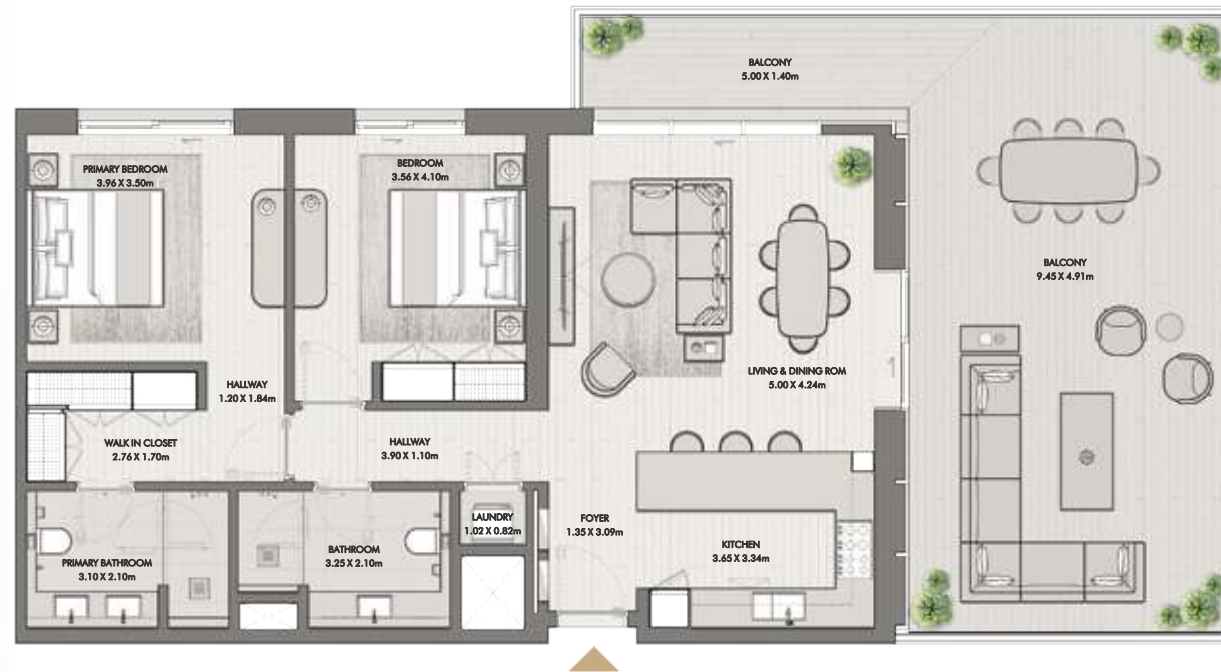 BALCONY
5.00 X 1.40m
PRIMARY BEDROOM
3.96 X 3.50m
BEDROOM
3.56 X 4.10m
BALCONY
9.45 X 4.91m
LIVING & DINING ROM
5.00 X 4.24m
HALLWAY
1.20 X 1.84m
WALK IN CLOSET
2.76 X 1.70m
HALLWAY
3.90 X 1.10m
LAUNDRY
1.02 X 0.82m
FOYER
1.35 X 3.09m
KITCHEN
3.65 X 3.34m
PRIMARY BATHROOM
3.10 X 2.10m
BATHROOM
3.25 X 2.10m